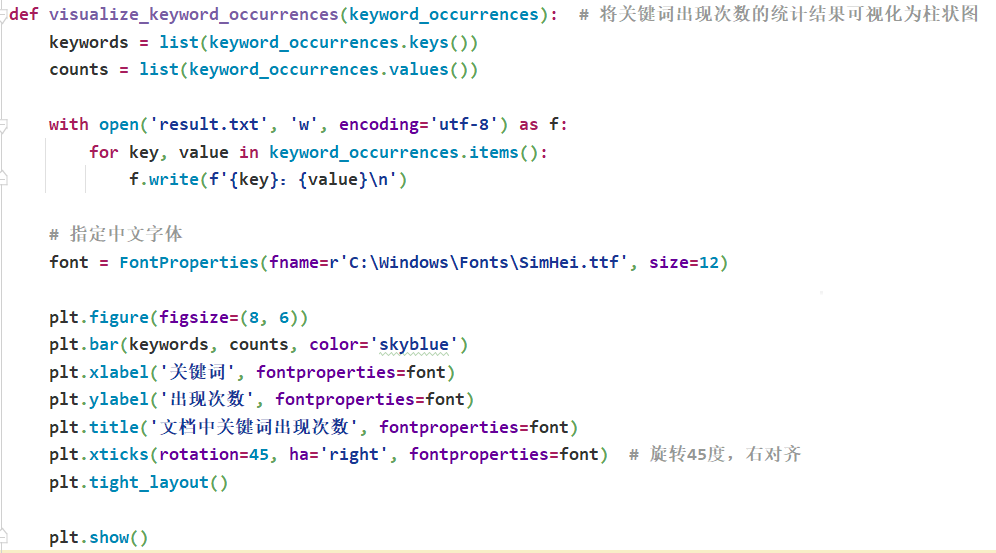 def visualize_keyword_occurrences(keyword_occurrences):  # 将关键词出现次数的统计结果可视化为柱状图
    keywords = list(keyword_occurrences.keys())
    counts = list(keyword_occurrences.values())
    with open('result.txt', 'w', encoding='utf-8') as f:
        for key, value in keyword_occurrences.items():
            f.write(f'{key}：{value}\n')
    # 指定中文字体
    font = FontProperties(fname=r'C:\Windows\Fonts\SimHei.ttf', size=12)
    plt.figure(figsize=(8, 6))
    plt.bar(keywords, counts, color='skyblue')
    plt.xlabel('关键词', fontproperties=font)
    plt.ylabel('出现次数', fontproperties=font)
    plt.title('文档中关键词出现次数', fontproperties=font)
    plt.xticks(rotation=45, ha='right', fontproperties=font)  # 旋转45度，右对齐
    plt.tight_layout()
    plt.show()